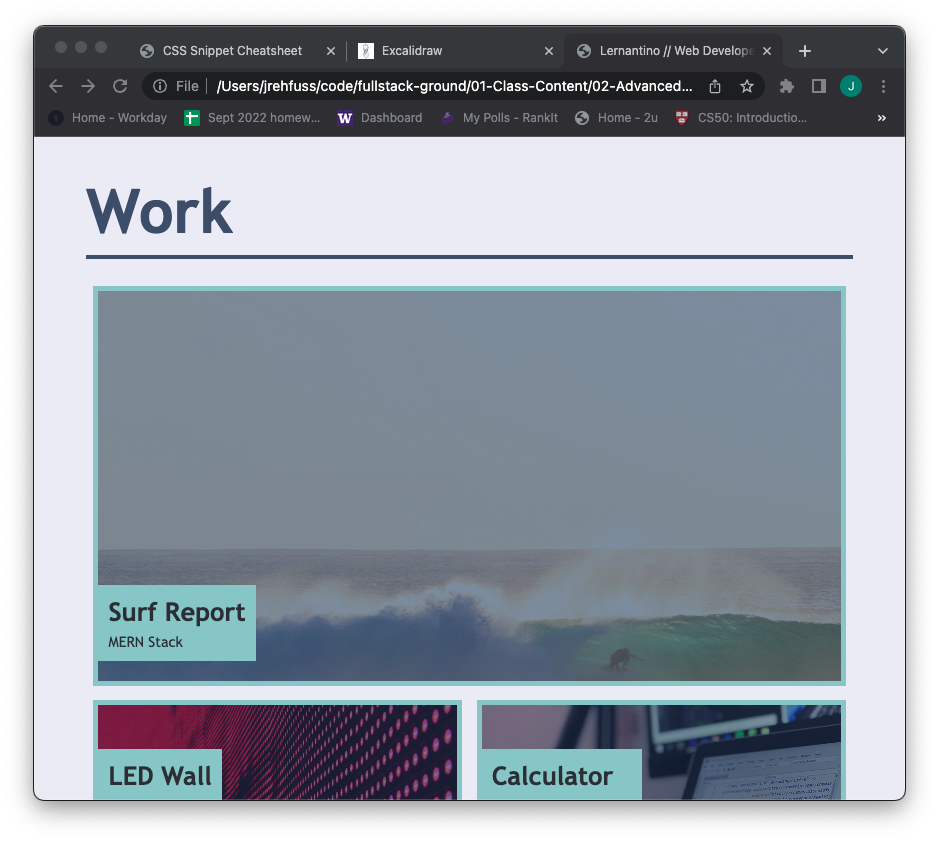 CSS Snippet Cheatsheet
Excalidraw
Lernantino // Web Develope
File
/Users/jrehfuss/code/fullstack-ground/01-Class-Content/02-Advanced...
J
Home - Workday
Sept 2022 homew...
W
Dashboard
My Polls - RankIt
Home - 2u
CS50: Introductio...
»
Work
Surf Report
MERN Stack
LED Wall
Calculator